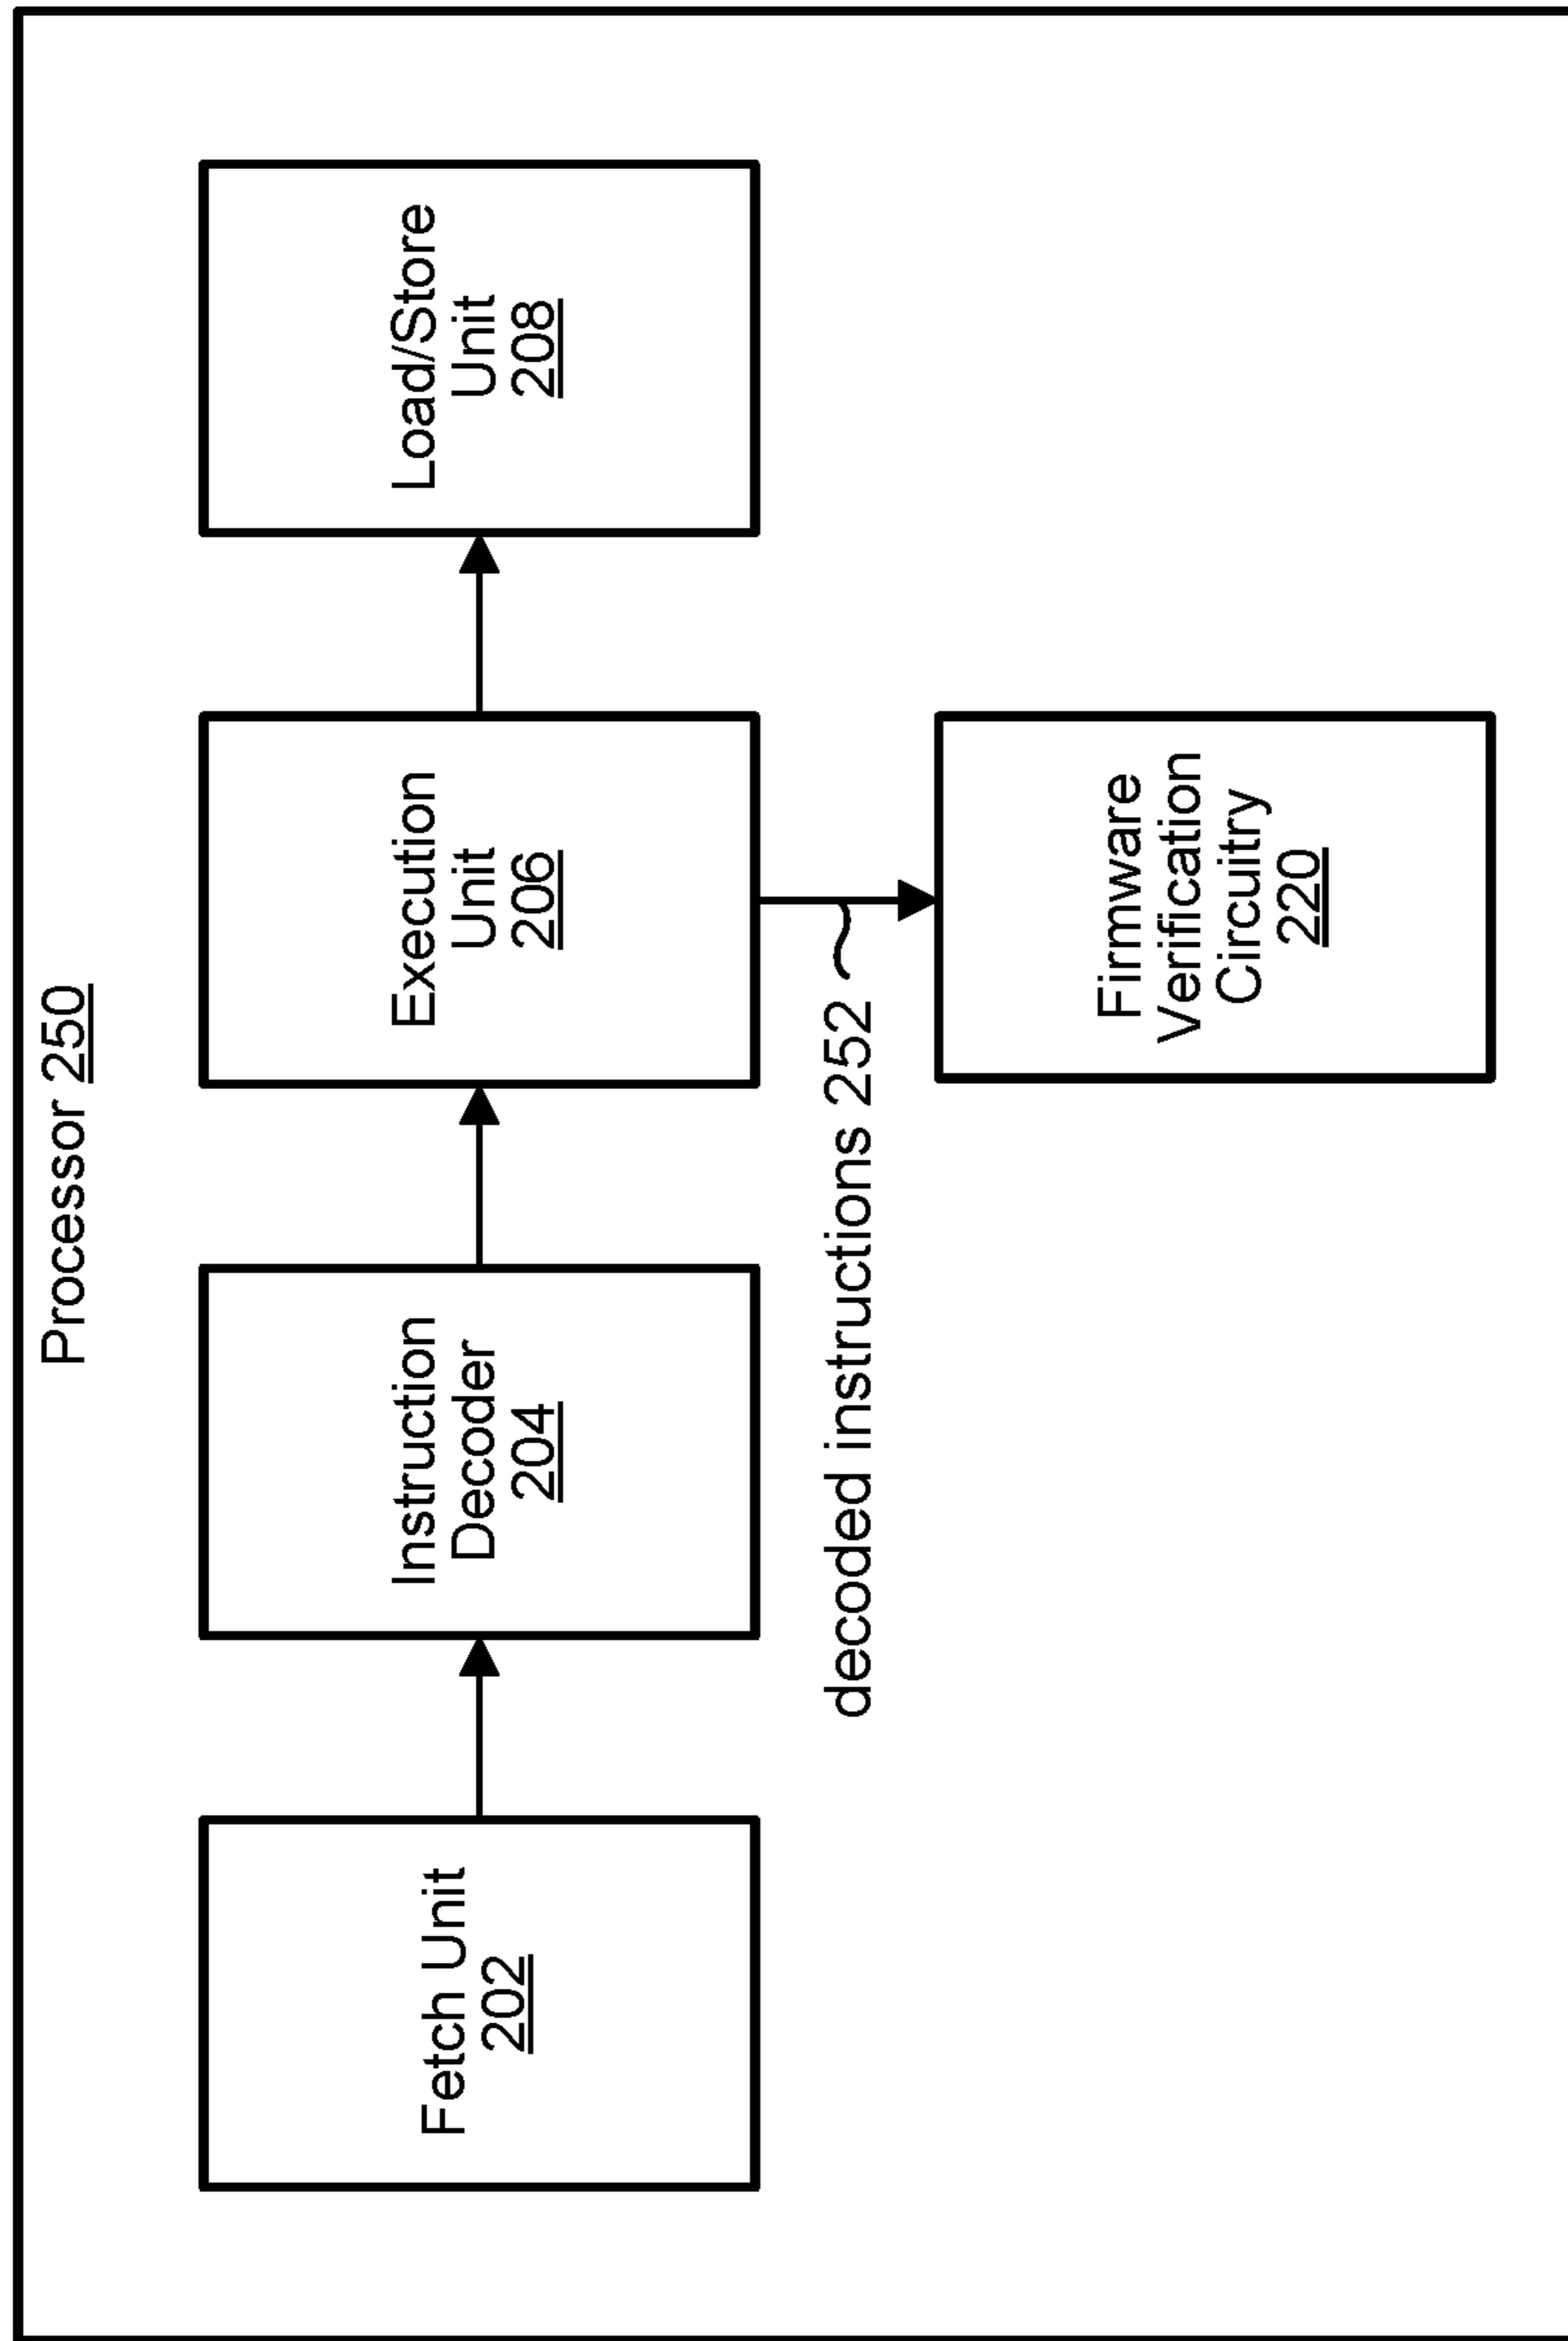 Processor 250
Fetch Unit
202
Instruction
Decoder
204
Execution
Unit
206
Load/Store
Unit
208
decoded instructions 252
Firmware
Verification
Circuitry
220